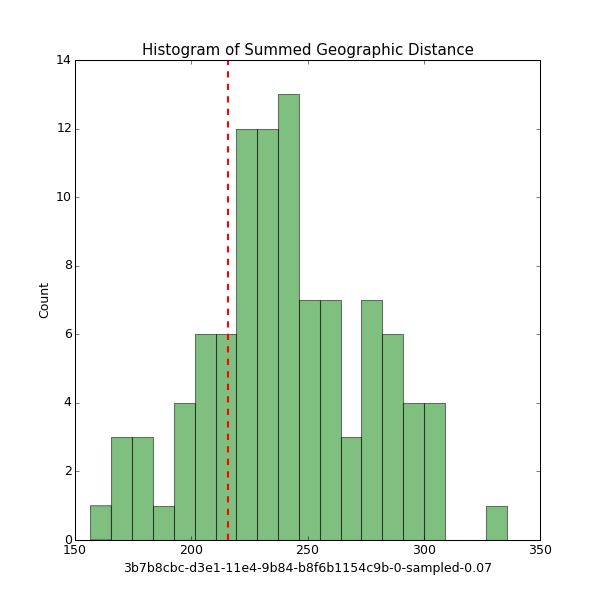 Histogram of Summed Geographic Distance
14
12
10
8
6
4
2
0
Count
150 200 250 300 350
3b7b8cbc-d3e1-11e4-9b84-b8f6b1154c9b-0-sampled-0.07